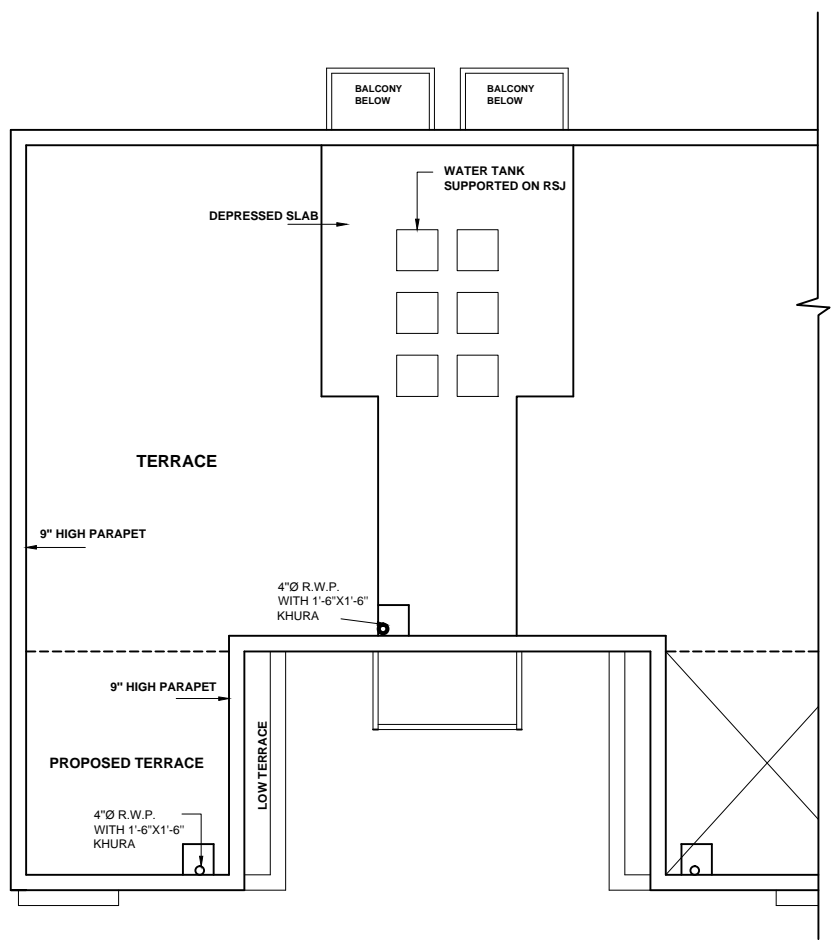 BALCONY
BELOW
BALCONY
BELOW
WATER TANK
SUPPORTED ON RSJ
DEPRESSED SLAB
TERRACE
9" HIGH PARAPET
4"Ø R.W.P.
WITH 1'-6"X1'-6"
KHURA
9" HIGH PARAPET
LOW TERRACE
PROPOSED TERRACE
4"Ø R.W.P.
WITH 1'-6"X1'-6"
KHURA